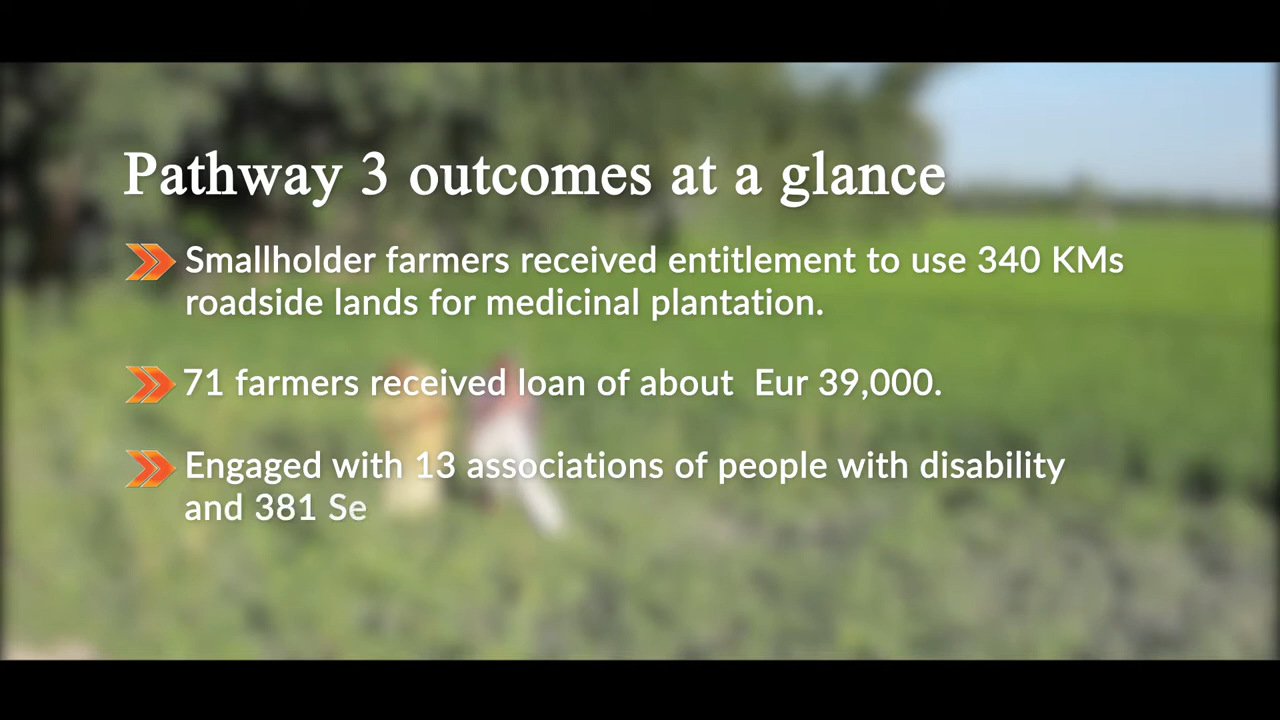 Pathway 3 outcomes at a glance
Smallholder farmers received entitlement to use 340 KMs
roadside lands for medicinal plantation.
71 farmers received loan of about Eur 39,000.
Engaged with 13 associations of people with disability
and 381 Se